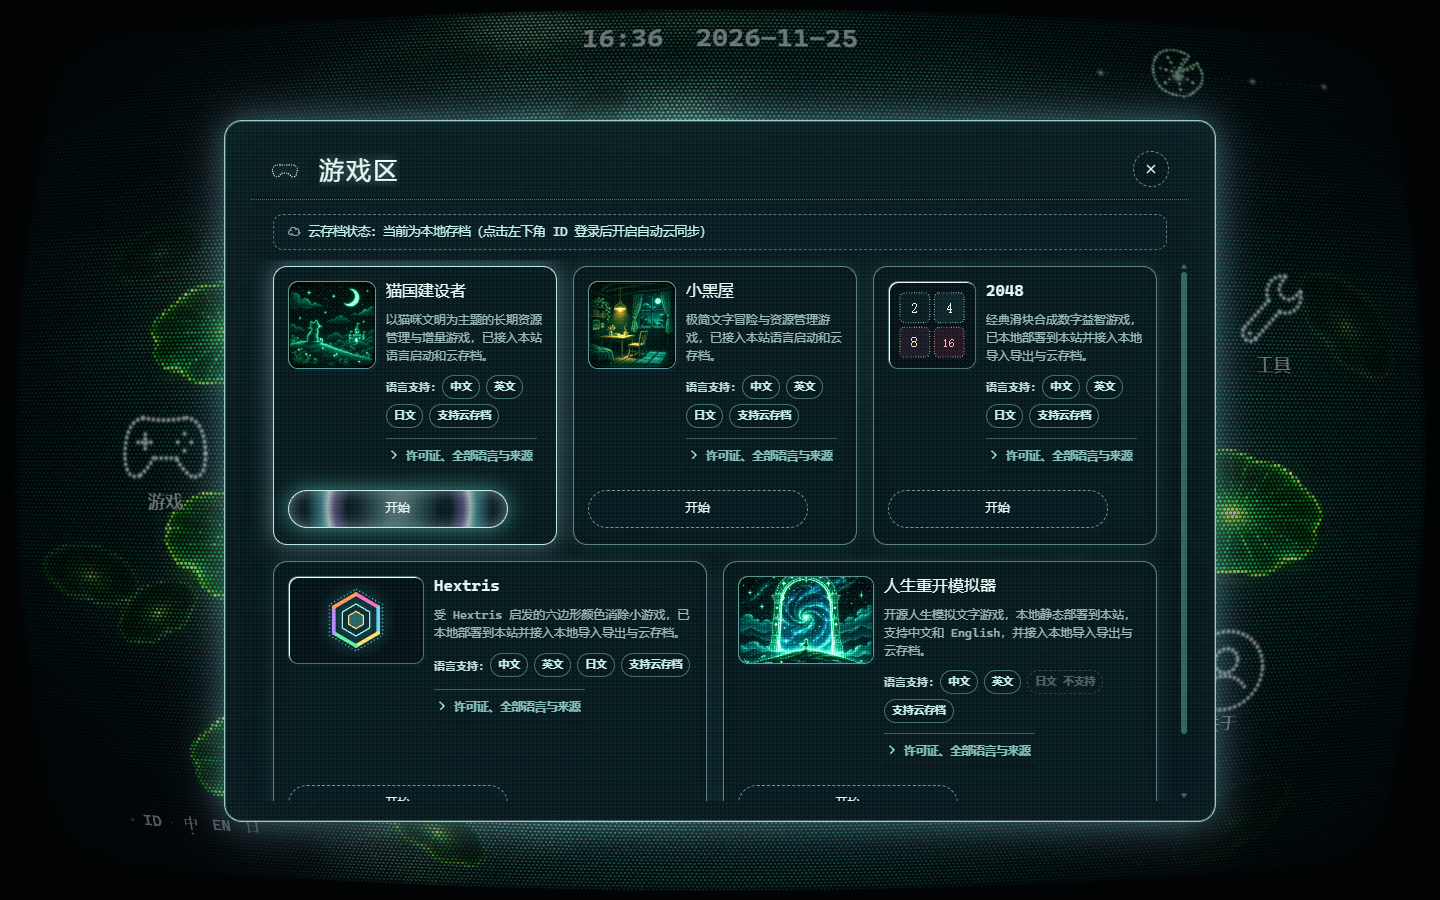 16:36 2026-11-25
游戏区
×
云存档状态: 当前为本地存档 (点击左下角 ID 登录后开启自动云同步)
猫国建设者
以猫咪文明为主题的长期资源
管理与增量游戏，已接入本站
语言启动和云存档。
语言支持: 中文 英文
日文 支持云存档
许可证、全部语言与来源
开始
小黑屋
极简文字冒险与资源管理游
戏，已接入本站语言启动和云
存档。
语言支持: 中文 英文
日文 支持云存档
许可证、全部语言与来源
开始
2 4
8 16
2048
经典滑块合成数字益智游戏，
已本地部署到本站并接入本地
导入导出与云存档。
语言支持: 中文 英文
日文 支持云存档
许可证、全部语言与来源
开始
Hextris
受 Hextris 启发的六边形颜色消除小游戏，已
本地部署到本站并接入本地导入导出与云存档。
语言支持: 中文 英文 日文 支持云存档
许可证、全部语言与来源
开始
人生重开模拟器
开源人生模拟文字游戏，本地静态部署到本站，
支持中文和 English，并接入本地导入导出与
云存档。
语言支持: 中文 英文 日文 不支持
支持云存档
许可证、全部语言与来源
开始
游戏
工具
· ID · 中 EN 日